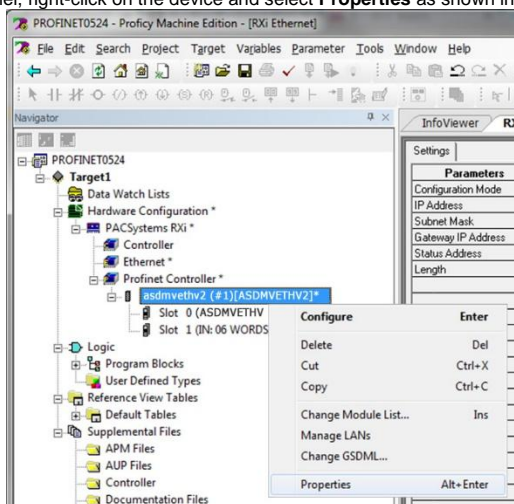 er, right-click on the device and select Properties as shown in
PROFINET0524 - Proficy Machine Edition - [RXi Ethernet]
File Edit Search Project Target Variables Parameter Tools Window Help
Navigator
InfoViewer
Settings
Parameters
Configuration Mode
IP Address
Subnet Mask
Gateway IP Address
Status Address
Length
PROFINET0524
Target1
Data Watch Lists
Hardware Configuration *
PACSystems RXi *
Controller
Ethernet *
Profinet Controller *
asdmvethv2 (#1)[ASDMVETHV2]*
Slot 0 (ASDMVETHV
Slot 1 (IN: 06 WORDS
Logic
Program Blocks
User Defined Types
Reference View Tables
Default Tables
Supplemental Files
APM Files
AUP Files
Controller
Documentation Files
Configure Enter
Delete Del
Cut Ctrl+X
Copy Ctrl+C
Change Module List... Ins
Manage LANs
Change GSDML...
Properties Alt+Enter